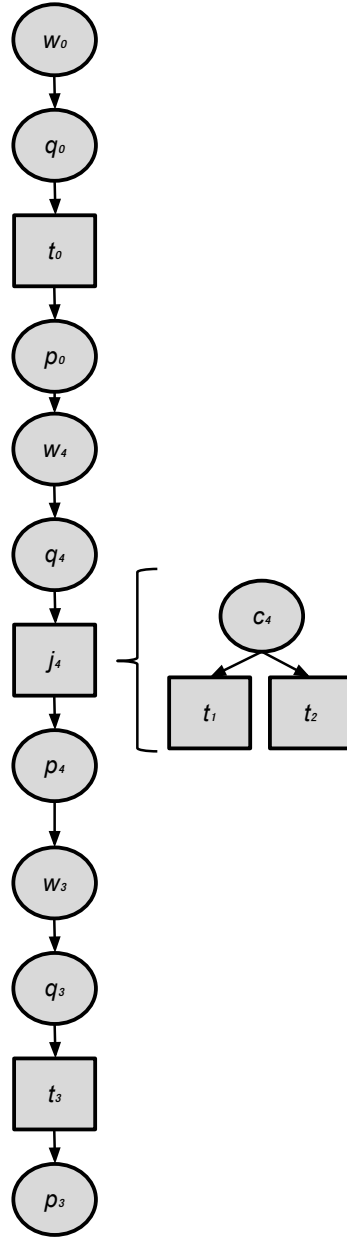 w₀
q₀
t₀
p₀
w₄
q₄
j₄
c₄
t₁ t₂
p₄
w₃
q₃
t₃
p₃